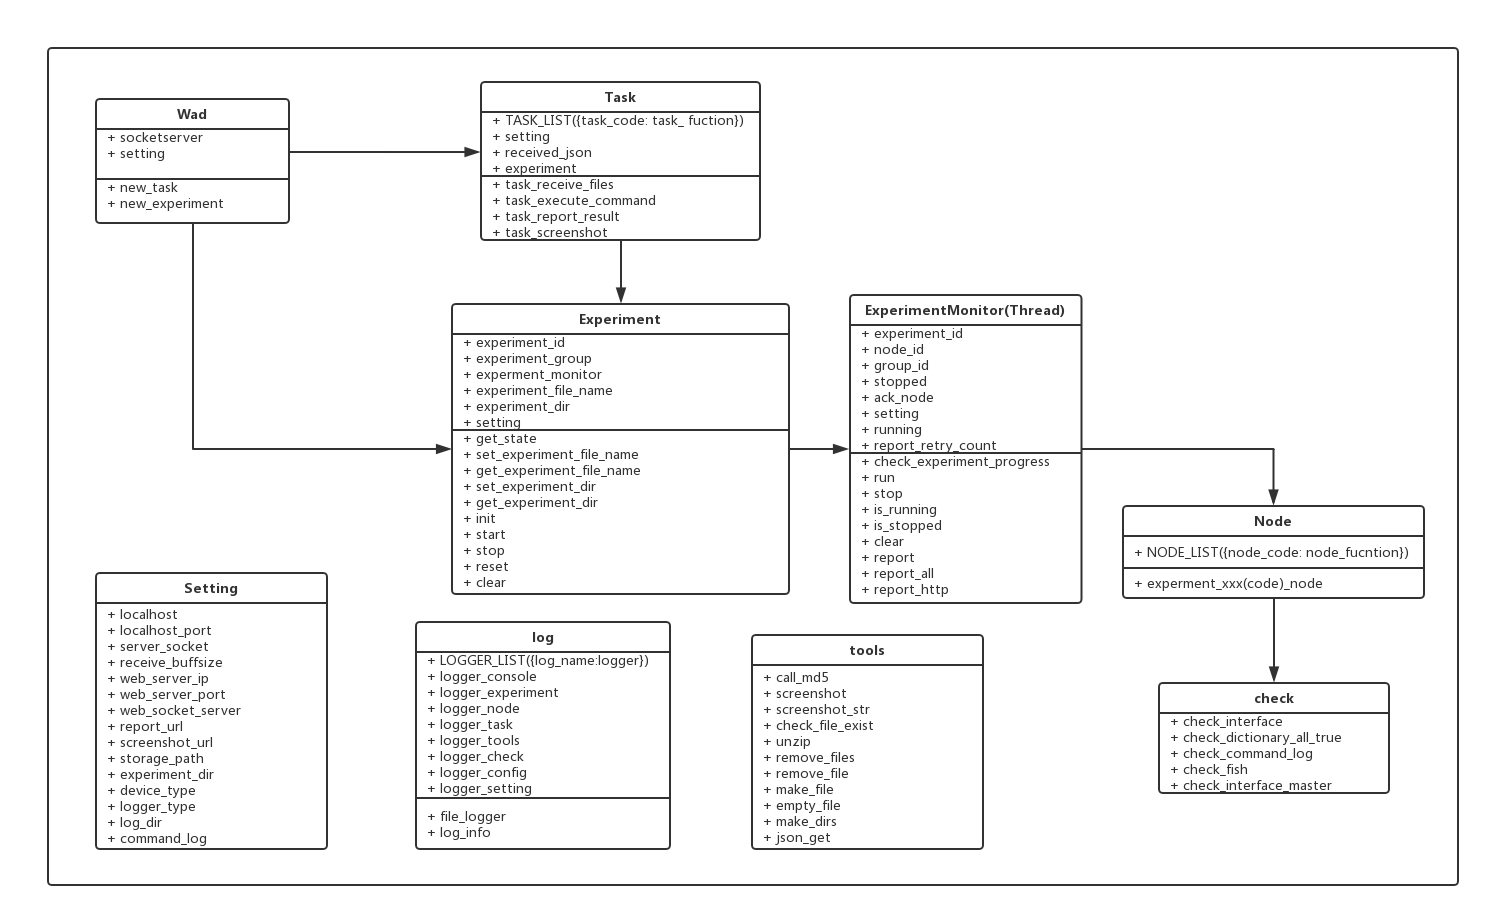 Wad
+ socketserver
+ setting
+ new_task
+ new_experiment
Task
+ TASK_LIST({task_code: task_ fuction})
+ setting
+ received_json
+ experiment
+ task_receive_files
+ task_execute_command
+ task_report_result
+ task_screenshot
Experiment
+ experiment_id
+ experiment_group
+ experment_monitor
+ experiment_file_name
+ experiment_dir
+ setting
+ get_state
+ set_experiment_file_name
+ get_experiment_file_name
+ set_experiment_dir
+ get_experiment_dir
+ init
+ start
+ stop
+ reset
+ clear
ExperimentMonitor(Thread)
+ experiment_id
+ node_id
+ group_id
+ stopped
+ ack_node
+ setting
+ running
+ report_retry_count
+ check_experiment_progress
+ run
+ stop
+ is_running
+ is_stopped
+ clear
+ report
+ report_all
+ report_http
Node
+ NODE_LIST({node_code: node_fucntion})
+ experment_xxx(code)_node
Setting
+ localhost
+ localhost_port
+ server_socket
+ receive_buffsize
+ web_server_ip
+ web_server_port
+ web_socket_server
+ report_url
+ screenshot_url
+ storage_path
+ experiment_dir
+ device_type
+ logger_type
+ log_dir
+ command_log
log
+ LOGGER_LIST({log_name:logger})
+ logger_console
+ logger_experiment
+ logger_node
+ logger_task
+ logger_tools
+ logger_check
+ logger_config
+ logger_setting
+ file_logger
+ log_info
tools
+ call_md5
+ screenshot
+ screenshot_str
+ check_file_exist
+ unzip
+ remove_files
+ remove_file
+ make_file
+ empty_file
+ make_dirs
+ json_get
check
+ check_interface
+ check_dictionary_all_true
+ check_command_log
+ check_fish
+ check_interface_master